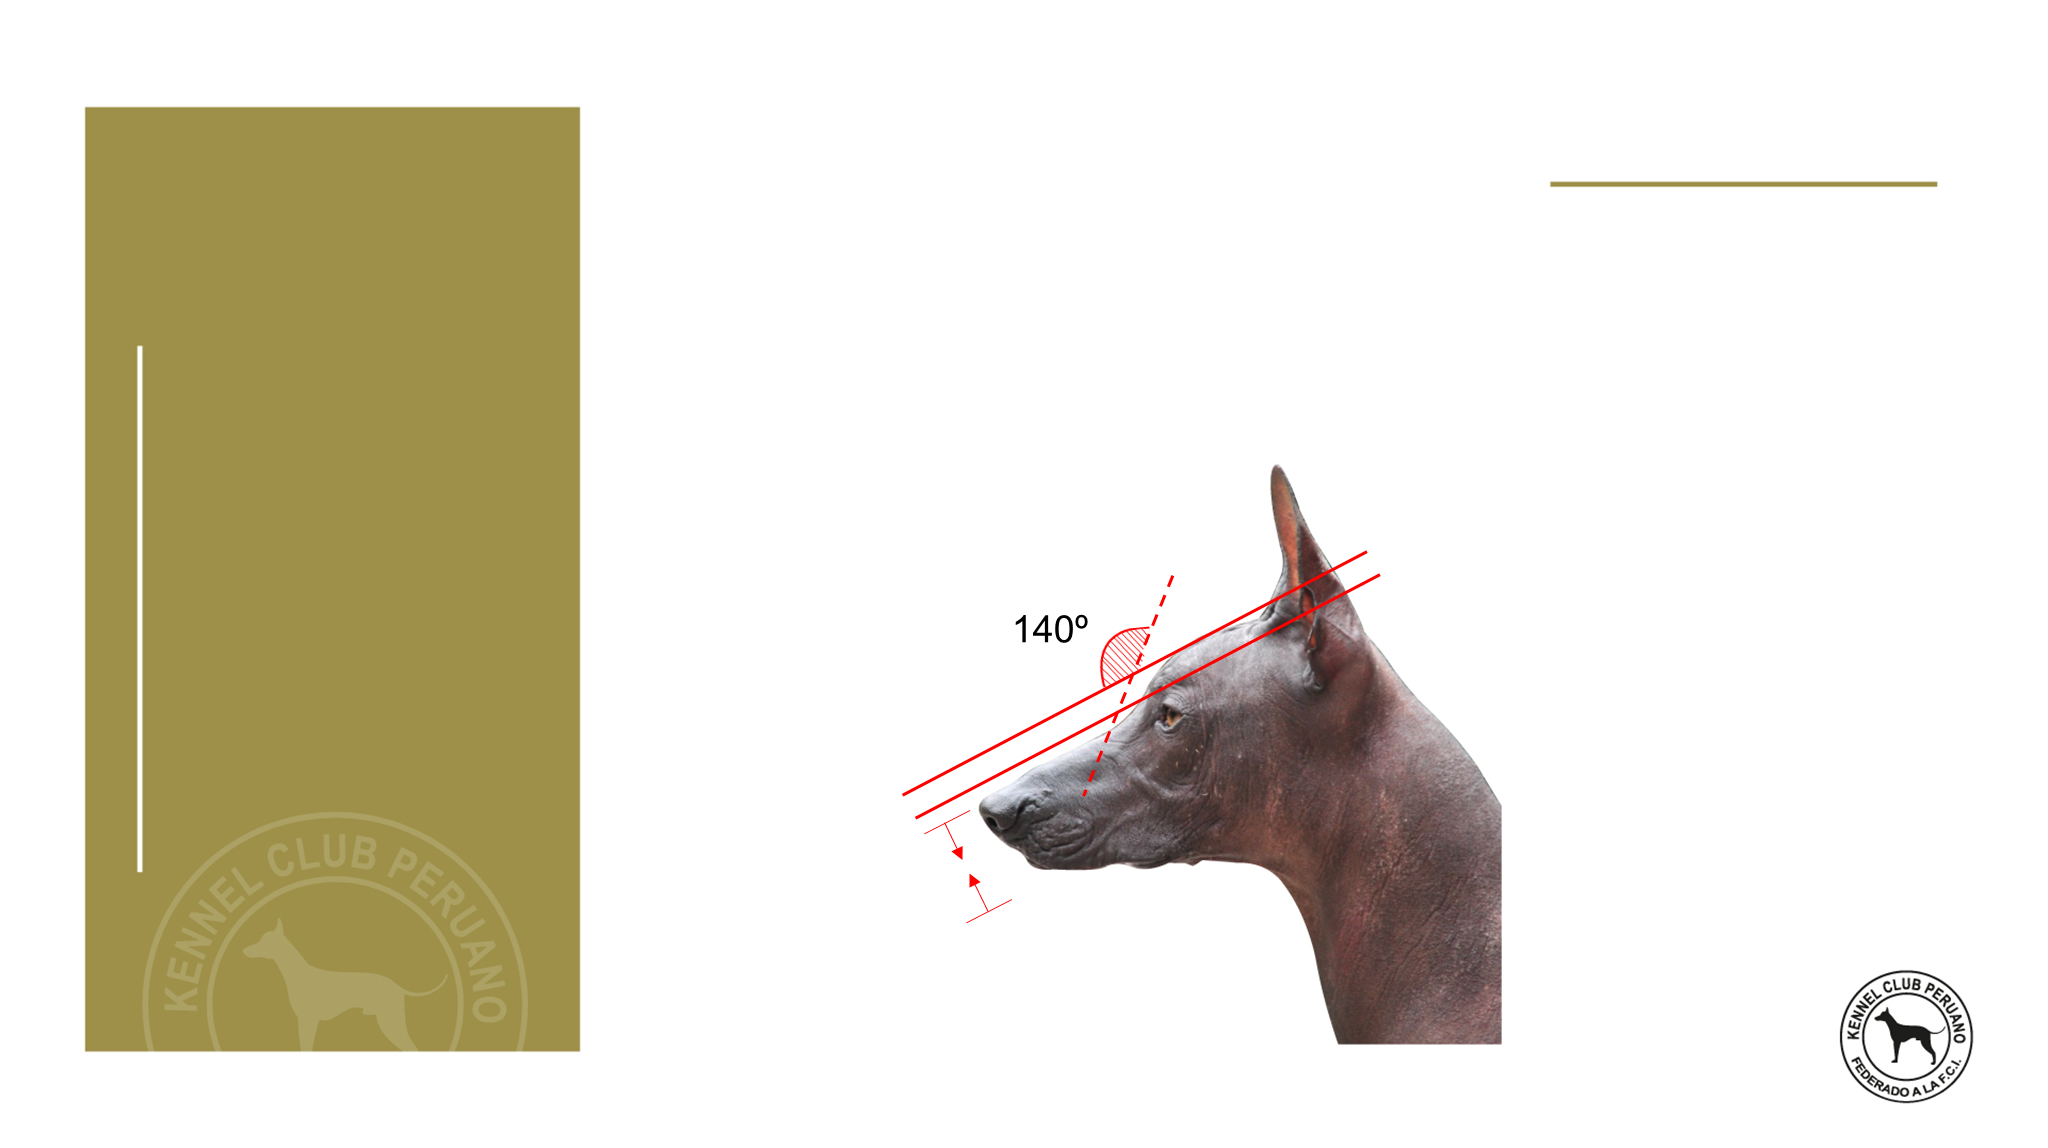 140º
KENNEL CLUB PERUANO
KENNEL CLUB PERUANO
FEDERADO A LA F.C.I.